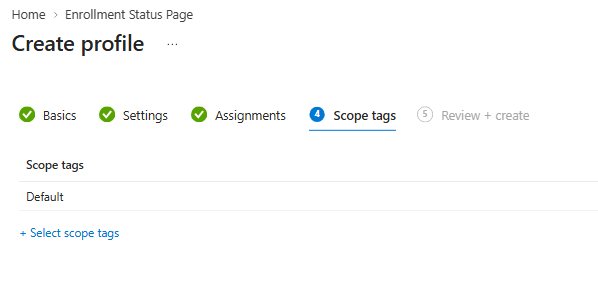 Home > Enrollment Status Page
Create profile ...
Basics Settings Assignments 4 Scope tags 5 Review + create
Scope tags
Default
+ Select scope tags